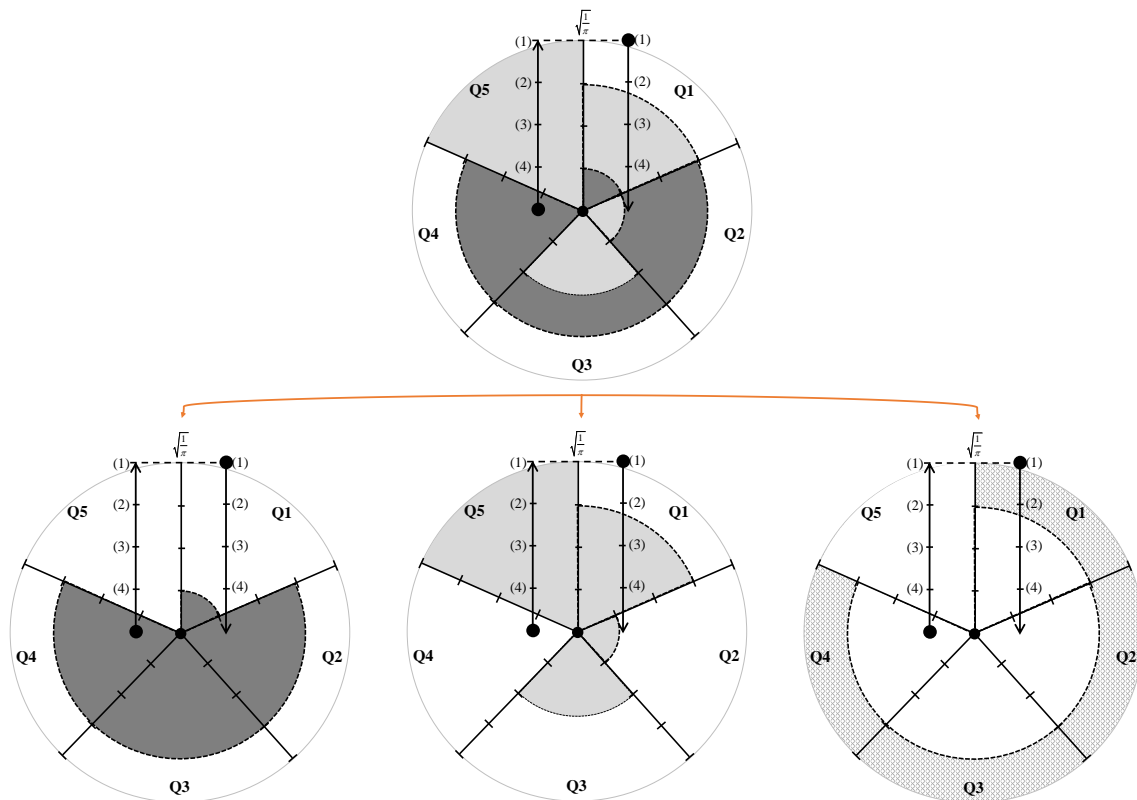 √(1/π)
(1) (1)
(2) (2)
Q5 Q1
(3) (3)
(4) (4)
Q4 Q2
Q3
√(1/π) √(1/π) √(1/π)
(1) (1) (1) (1) (1) (1)
(2) (2) (2) (2) (2) (2)
Q5 Q1 Q5 Q1 Q5 Q1
(3) (3) (3) (3) (3) (3)
(4) (4) (4) (4) (4) (4)
Q4 Q2 Q4 Q2 Q4 Q2
Q3 Q3 Q3